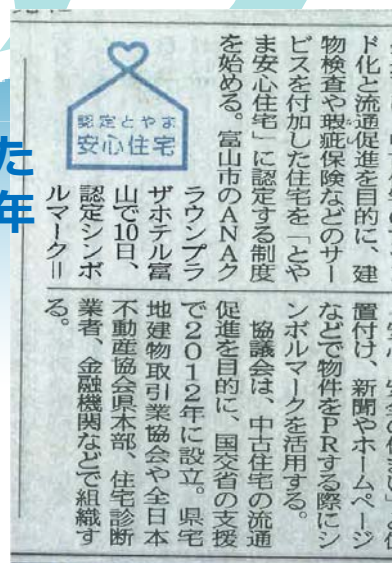 ド化と流通促進を目的に、建
物検査や瑕疵保険などのサー
ビスを付加した住宅を「とや
ま安心住宅」に認定する制度
を始める。富山市のANAク
ラウンプラ
ザホテル富
山で10日、
認定シンボ
ルマーク＝
認定とやま
安心住宅
置付け、新聞やホームページ
などで物件をPRする際にシ
ンボルマークを活用する。
協議会は、中古住宅の流通
促進を目的に、国交省の支援
で2012年に設立。県宅
地建物取引業協会や全日本
不動産協会県本部、住宅診断
業者、金融機関などで組織す
る。
た
年